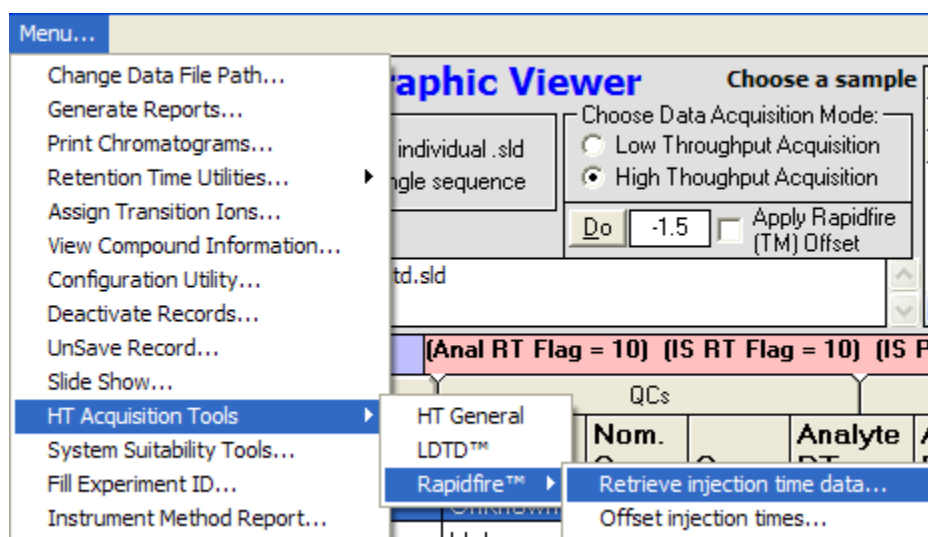 Menu...
Change Data File Path...
Generate Reports...
Print Chromatograms...
Retention Time Utilities...
Assign Transition Ions...
View Compound Information...
Configuration Utility...
Deactivate Records...
UnSave Record...
Slide Show...
HT Acquisition Tools
System Suitability Tools...
Fill Experiment ID...
Instrument Method Report...
HT General
LDTD™
Rapidfire™
Retrieve injection time data...
Offset injection times...
aphic Viewer
Choose a sample
individual .sld
ngle sequence
Choose Data Acquisition Mode:
Low Throughput Acquisition
High Thoughput Acquisition
Do -1.5 Apply Rapidfire
(TM) Offset
td.sld
(Anal RT Flag = 10) (IS RT Flag = 10) (IS P
QCs
Nom.
Analyte
Unknown